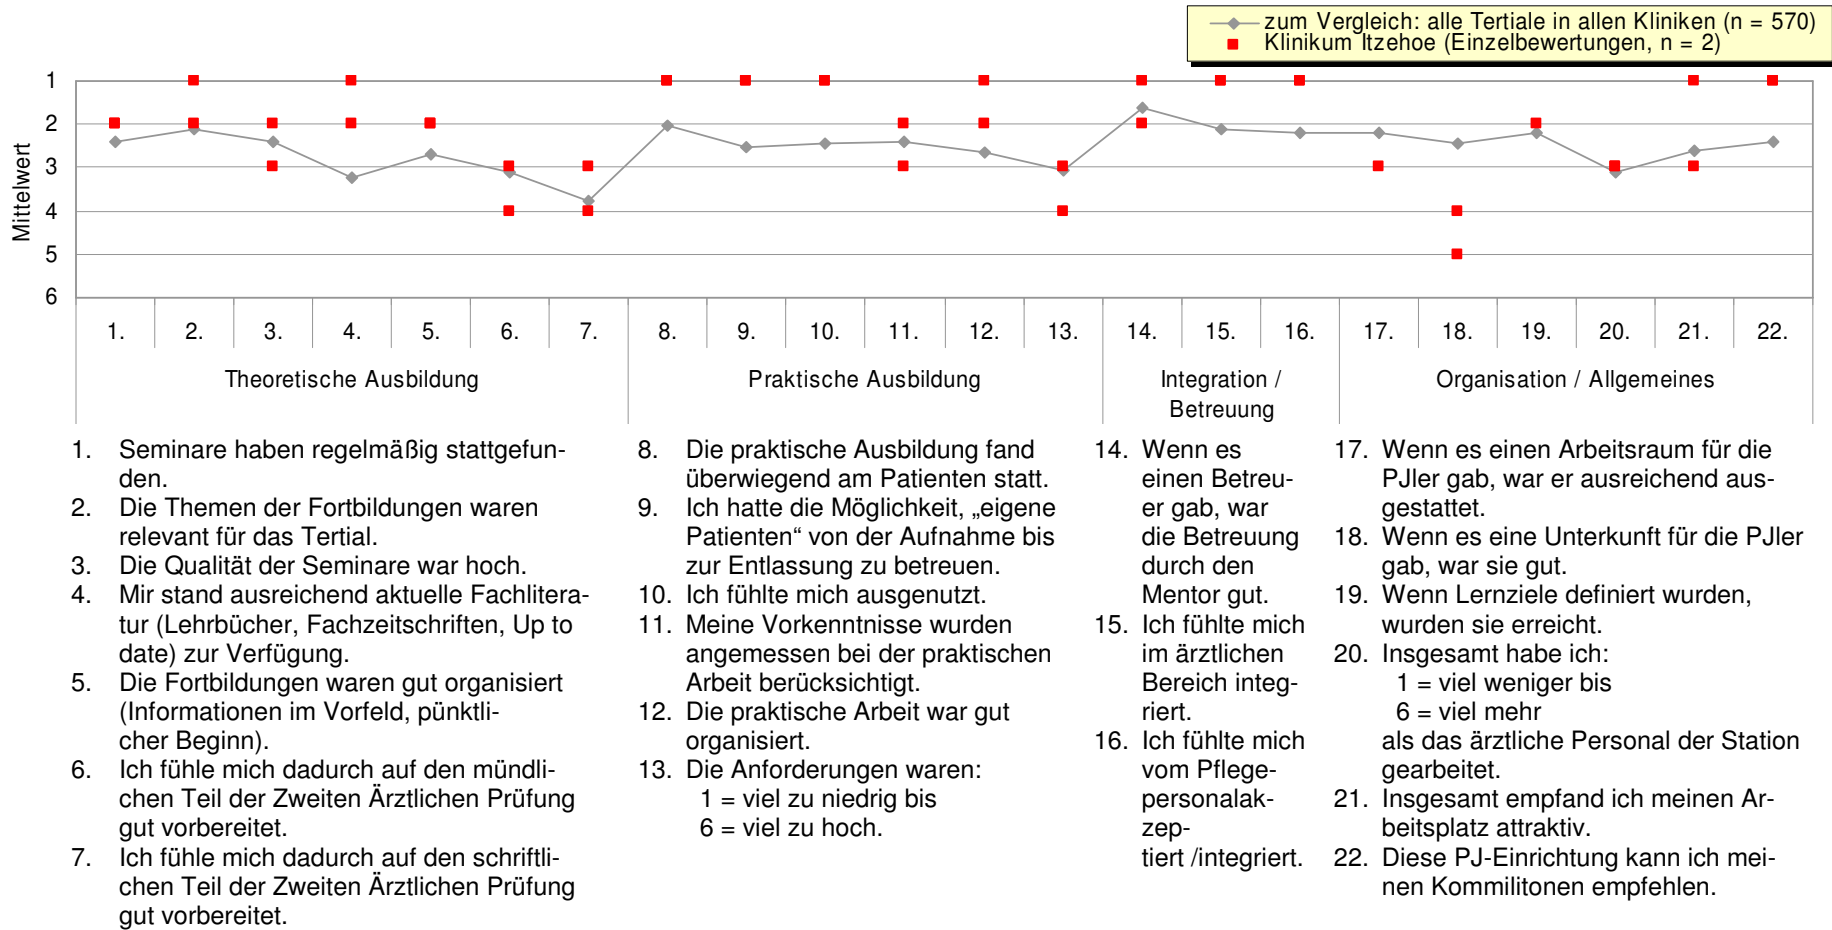 zum Vergleich: alle Tertiale in allen Kliniken (n = 570)
Klinikum Itzehoe (Einzelbewertungen, n = 2)
Mittelwert
1
2
3
4
5
6
1. 2. 3. 4. 5. 6. 7. 8. 9. 10. 11. 12. 13. 14. 15. 16. 17. 18. 19. 20. 21. 22.
Theoretische Ausbildung
Praktische Ausbildung
Integration /
Betreuung
Organisation / Allgemeines
1. Seminare haben regelmäßig stattgefun-
den.
2. Die Themen der Fortbildungen waren
relevant für das Tertial.
3. Die Qualität der Seminare war hoch.
4. Mir stand ausreichend aktuelle Fachlitera-
tur (Lehrbücher, Fachzeitschriften, Up to
date) zur Verfügung.
5. Die Fortbildungen waren gut organisiert
(Informationen im Vorfeld, pünktli-
cher Beginn).
6. Ich fühle mich dadurch auf den mündli-
chen Teil der Zweiten Ärztlichen Prüfung
gut vorbereitet.
7. Ich fühle mich dadurch auf den schriftli-
chen Teil der Zweiten Ärztlichen Prüfung
gut vorbereitet.
8. Die praktische Ausbildung fand
überwiegend am Patienten statt.
9. Ich hatte die Möglichkeit, „eigene
Patienten“ von der Aufnahme bis
zur Entlassung zu betreuen.
10. Ich fühlte mich ausgenutzt.
11. Meine Vorkenntnisse wurden
angemessen bei der praktischen
Arbeit berücksichtigt.
12. Die praktische Arbeit war gut
organisiert.
13. Die Anforderungen waren:
1 = viel zu niedrig bis
6 = viel zu hoch.
14. Wenn es
einen Betreu-
er gab, war
die Betreuung
durch den
Mentor gut.
15. Ich fühlte mich
im ärztlichen
Bereich integ-
riert.
16. Ich fühlte mich
vom Pflege-
personalak-
zep-
tiert /integriert.
17. Wenn es einen Arbeitsraum für die
PJler gab, war er ausreichend aus-
gestattet.
18. Wenn es eine Unterkunft für die PJler
gab, war sie gut.
19. Wenn Lernziele definiert wurden,
wurden sie erreicht.
20. Insgesamt habe ich:
1 = viel weniger bis
6 = viel mehr
als das ärztliche Personal der Station
gearbeitet.
21. Insgesamt empfand ich meinen Ar-
beitsplatz attraktiv.
22. Diese PJ-Einrichtung kann ich mei-
nen Kommilitonen empfehlen.